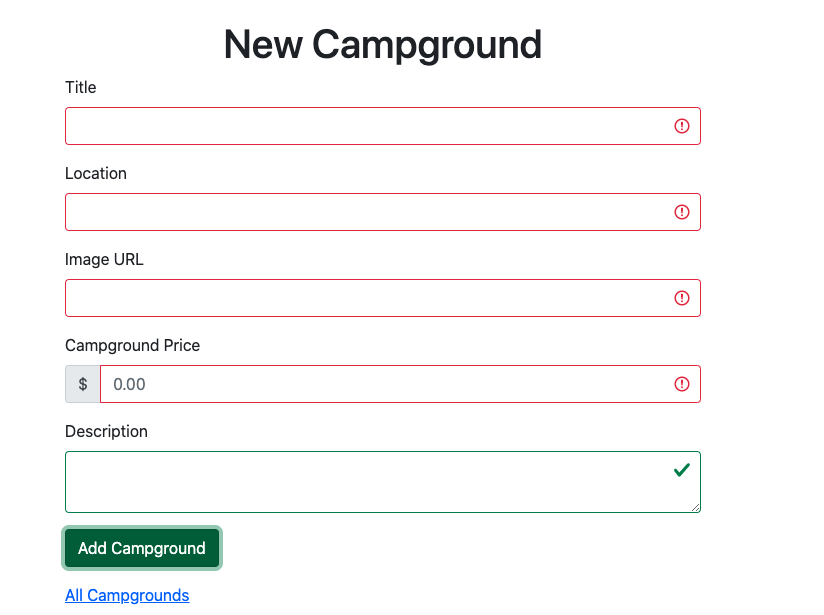 New Campground
Title
Location
Image URL
Campground Price
$ 0.00
Description
Add Campground
All Campgrounds